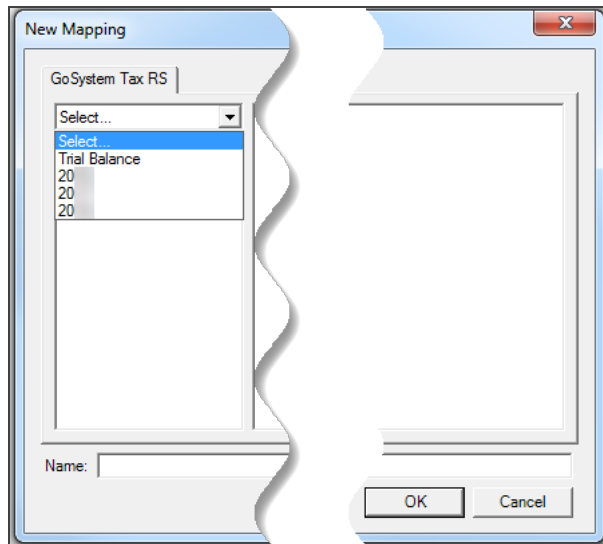 New Mapping
GoSystem Tax RS
Select...
Select...
Trial Balance
20
20
20
Name:
OK Cancel